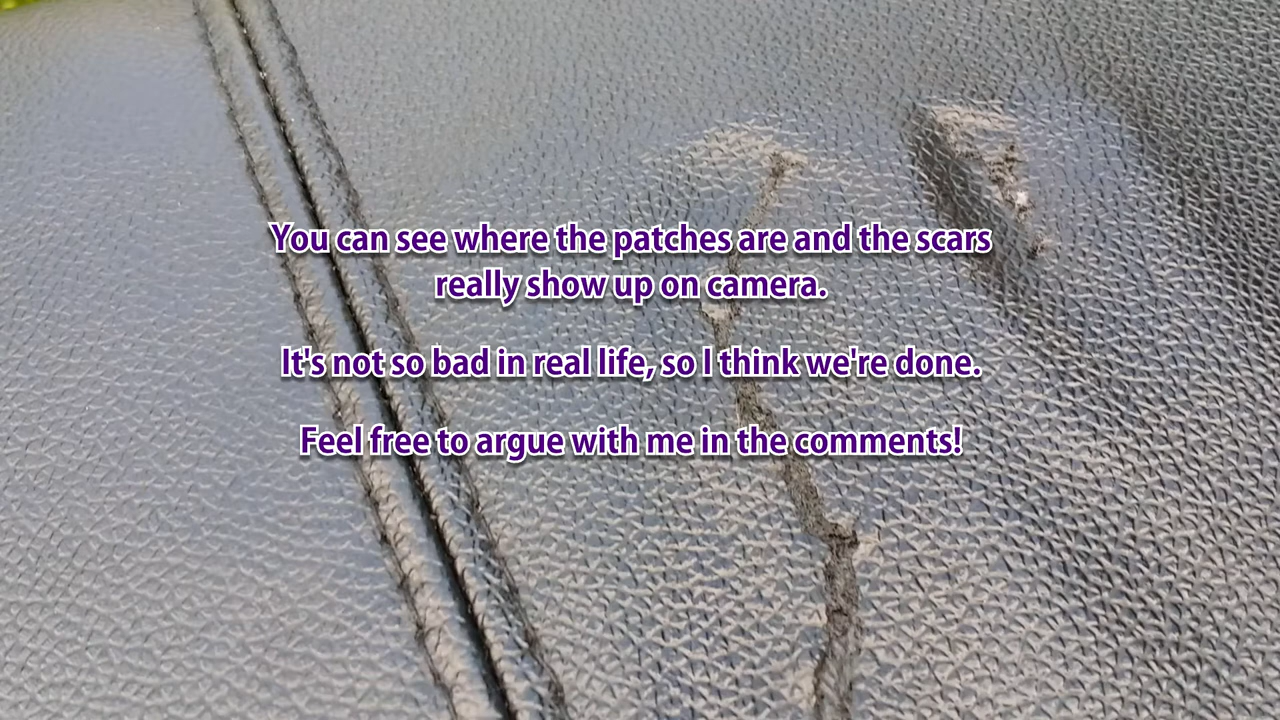 You can see where the patches are and the scars
really show up on camera.
It's not so bad in real life, so I think we're done.
Feel free to argue with me in the comments!